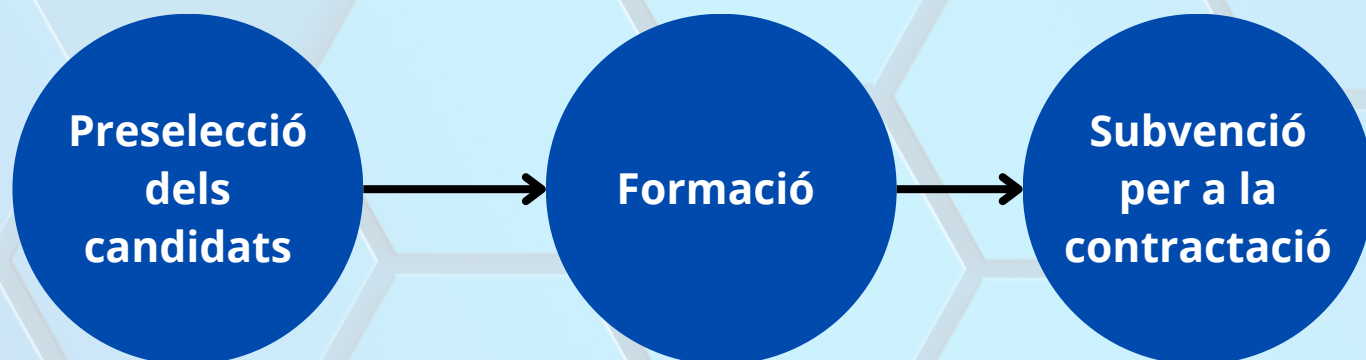 Preselecció
dels
candidats
Formació
Subvenció
per a la
contractació